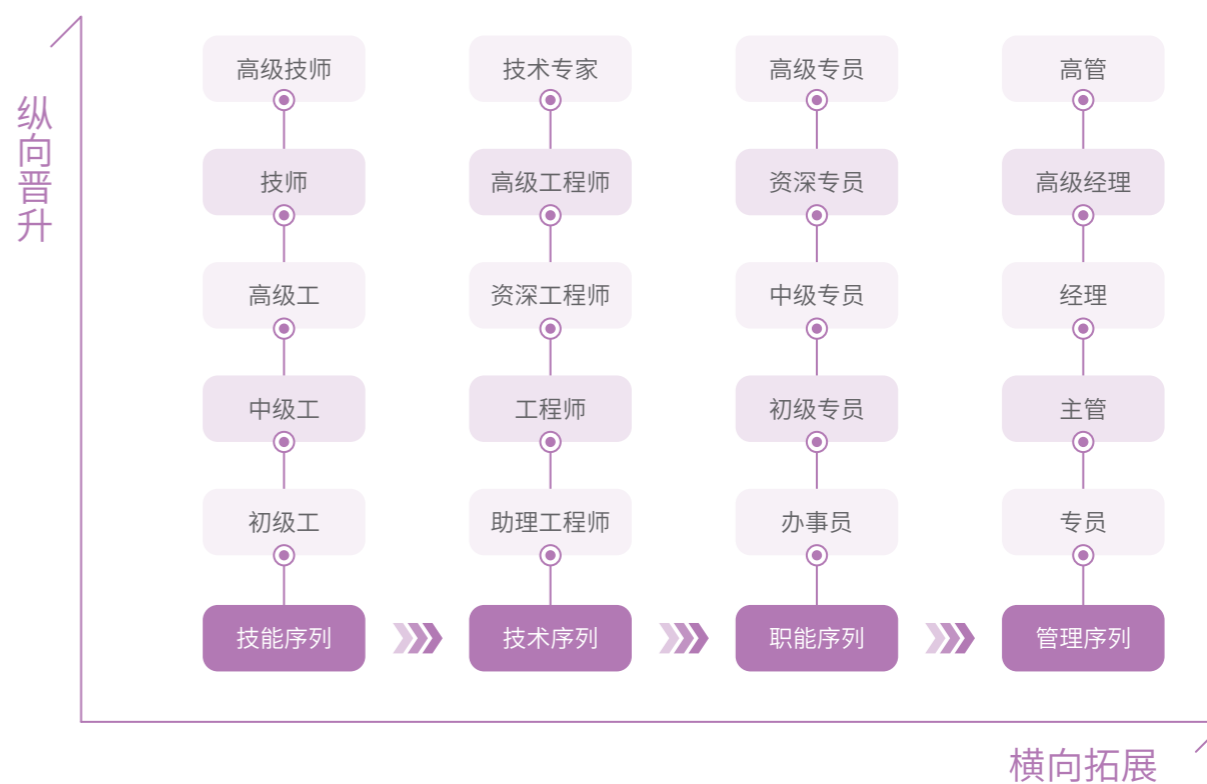 纵向晋升
高级技师 技术专家 高级专员 高管
技师 高级工程师 资深专员 高级经理
高级工 资深工程师 中级专员 经理
中级工 工程师 初级专员 主管
初级工 助理工程师 办事员 专员
技能序列 技术序列 职能序列 管理序列
横向拓展